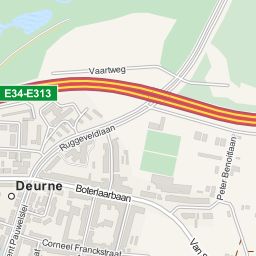 Vaartweg
E34-E313
Ruggeveldlaan
Peter Benoitlaan
Deurne
Boterlaarbaan
Corneel Franckstraat